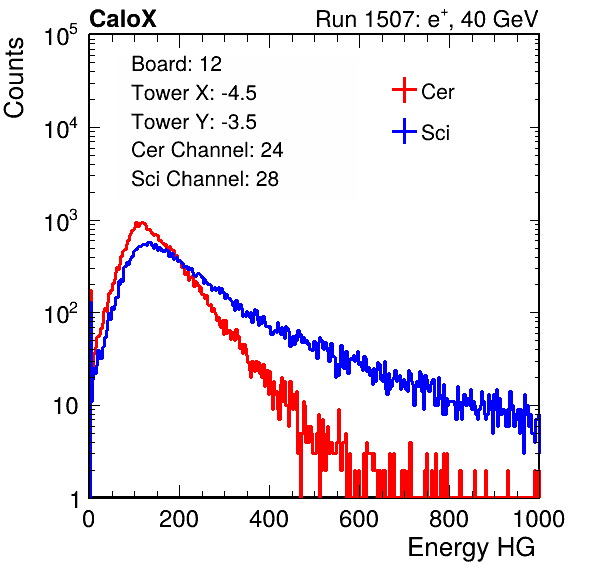 CaloX Run 1507: e⁺, 40 GeV
Counts
Board: 12
Tower X: -4.5
Tower Y: -3.5
Cer Channel: 24
Sci Channel: 28
Cer
Sci
10⁵
10⁴
10³
10²
10
1
0 200 400 600 800 1000
Energy HG